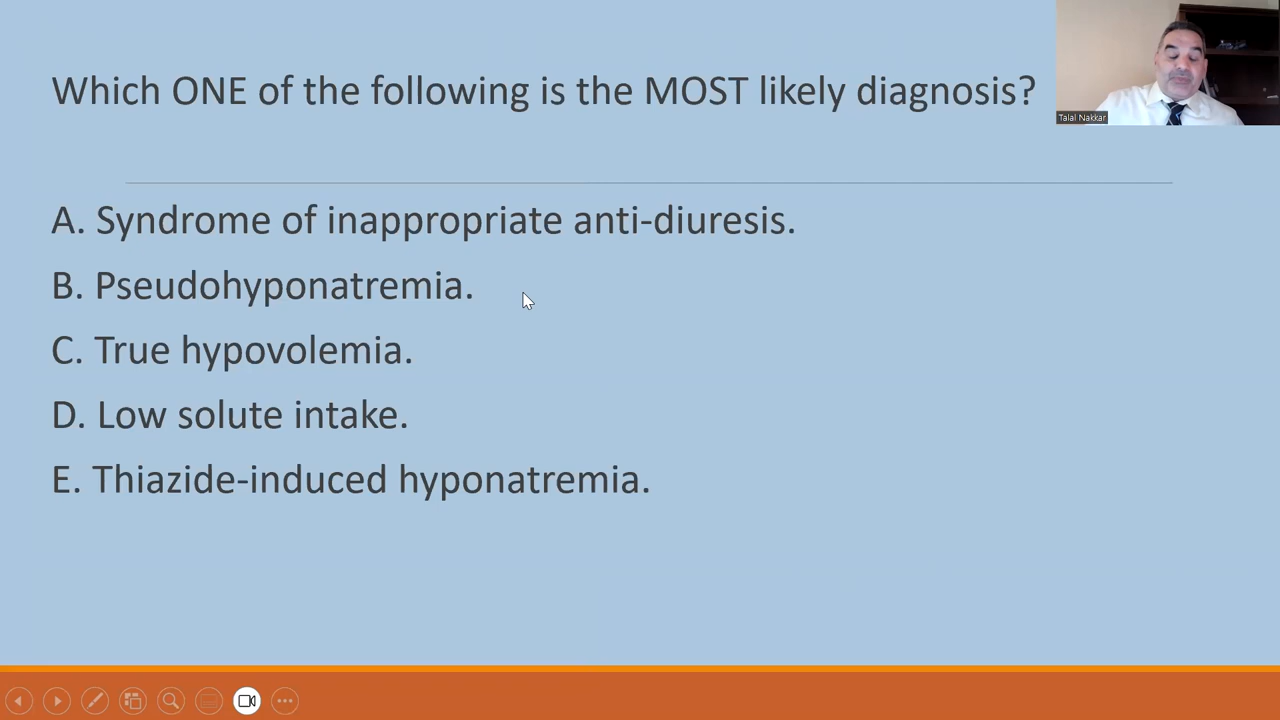 Which ONE of the following is the MOST likely diagnosis?
Talal Nakkar
A. Syndrome of inappropriate anti-diuresis.
B. Pseudohyponatremia.
C. True hypovolemia.
D. Low solute intake.
E. Thiazide-induced hyponatremia.